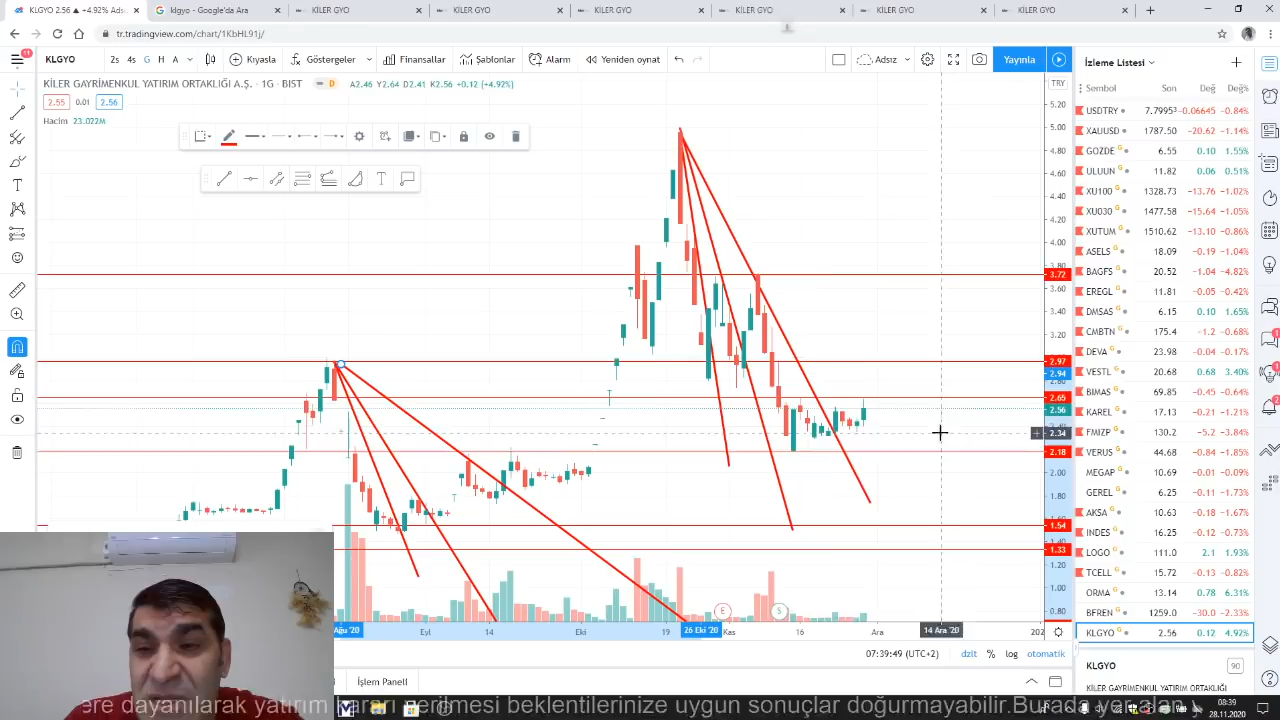 KLGYO 2.56 ▲ +4.92% Adsız
klgyo - Google'da Ara
KİLER GYO
KİLER GYO
KİLER GYO
KİLER GYO
KİLER GYO
tr.tradingview.com/chart/1KbHL91j/
11
KLGYO
2s 4s G H A
Kıyasla
Göstergeler
Finansallar
Şablonlar
Alarm
Yeniden oynat
Adsız
Yayınla
İzleme Listesi
KİLER GAYRİMENKUL YATIRIM ORTAKLIĞI A.Ş. · 1G · BIST
D
A2.46 Y2.64 D2.41 K2.56 +0.12 (+4.92%)
2.55 0.01 2.56
Hacim 23.022M
TRY
5.20
5.00
4.80
4.60
4.40
4.20
4.00
3.80
3.72
3.60
3.40
3.20
2.97
2.94
2.80
2.65
2.56
2.34
2.18
2.00
1.80
1.54
1.40
1.33
1.20
1.00
0.80
Sembol Son Değ Değ%
USDTRY 7.7995³ -0.06645 -0.84%
XAUUSD 1787.50 -20.62 -1.14%
GOZDE G 6.55 0.10 1.55%
ULUUN G 11.82 0.06 0.51%
XU100 G 1328.73 -13.76 -1.02%
XU030 G 1477.58 -15.64 -1.05%
XUTUM G 1510.62 -13.10 -0.86%
ASELS G 18.09 -0.19 -1.04%
BAGFS G 20.52 -1.04 -4.82%
EREGL G 11.81 -0.05 -0.42%
DMSAS G 6.15 0.10 1.65%
CMBTN G 175.4 -1.2 -0.68%
DEVA G 23.98 -0.04 -0.17%
VESTL G 20.68 0.68 3.40%
BIMAS G 69.85 -0.45 -0.64%
KAREL G 17.13 -0.21 -1.21%
FMIZP G 130.2 -5.2 -3.84%
VERUS G 44.68 -0.84 -1.85%
MEGAP G 10.69 -0.01 -0.09%
GEREL G 6.25 -0.11 -1.73%
AKSA G 10.63 -0.18 -1.67%
INDES G 16.25 -0.12 -0.73%
LOGO G 111.0 2.1 1.93%
TCELL G 15.72 -0.13 -0.82%
ORMA G 13.14 0.78 6.31%
BFREN G 1259.0 -30.0 -2.33%
KLGYO G 2.56 0.12 4.92%
E
S
Ağu '20 Eyl 14 Eki 19 26 Eki '20 Kas 16 Ara 14 Ara '20 202
07:39:49 (UTC+2) % log otomatik
dzlt
KLGYO 90
KİLER GAYRİMENKUL YATIRIM ORTAKLIĞI
İşlem Paneli
ere dayanılarak yatırım kararı verilmesi beklentilerinize uygun sonuçlar doğurmayabilir.Burad
08:39
28.11.2020